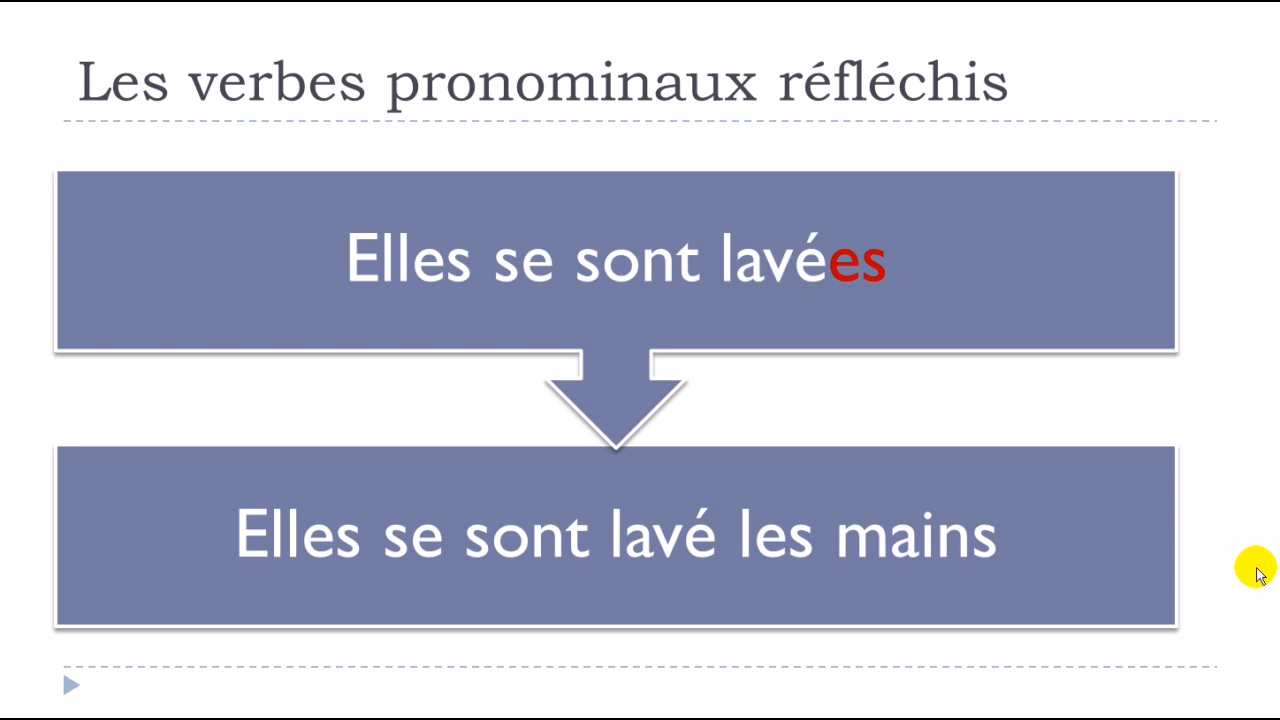 Les verbes pronominaux réfléchis
Elles se sont lavées
Elles se sont lavé les mains